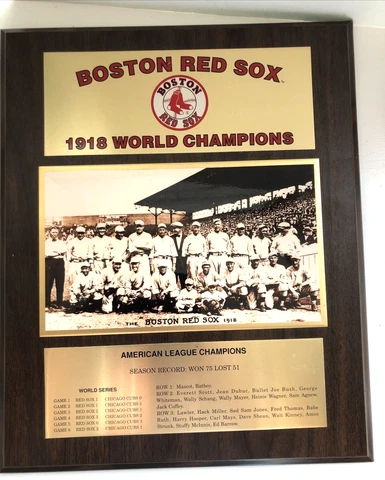 BOSTON RED SOX™
BOSTON
RED SOX
1918 WORLD CHAMPIONS
THE BOSTON RED SOX 1918
AMERICAN LEAGUE CHAMPIONS
SEASON RECORD: WON 75 LOST 51
WORLD SERIES
GAME 1 RED SOX 1 CHICAGO CUBS 0
GAME 2 RED SOX 1 CHICAGO CUBS
GAME 3 RED SOX 2 CHICAGO CUBS 1
GAME 4 RED SOX 3 CHICAGO CUBS 2
GAME 5 RED SOX 0 CHICAGO CUBS 3
GAME 6 RED SOX 2 CHICAGO CUBS 1
ROW 1: Mascot, Batboy.
ROW 2: Everett Scott, Jean Dubuc, Bullet Joe Bush, George
Whiteman, Wally Schang, Wally Mayer, Heinie Wagner, Sam Agnew,
Jack Coffey.
ROW 3: Lawler, Hack Miller, Sad Sam Jones, Fred Thomas, Babe
Ruth, Harry Hooper, Carl Mays, Dave Shean, Walt Kinney, Amos
Strunk, Stuffy McInnis, Ed Barrow.